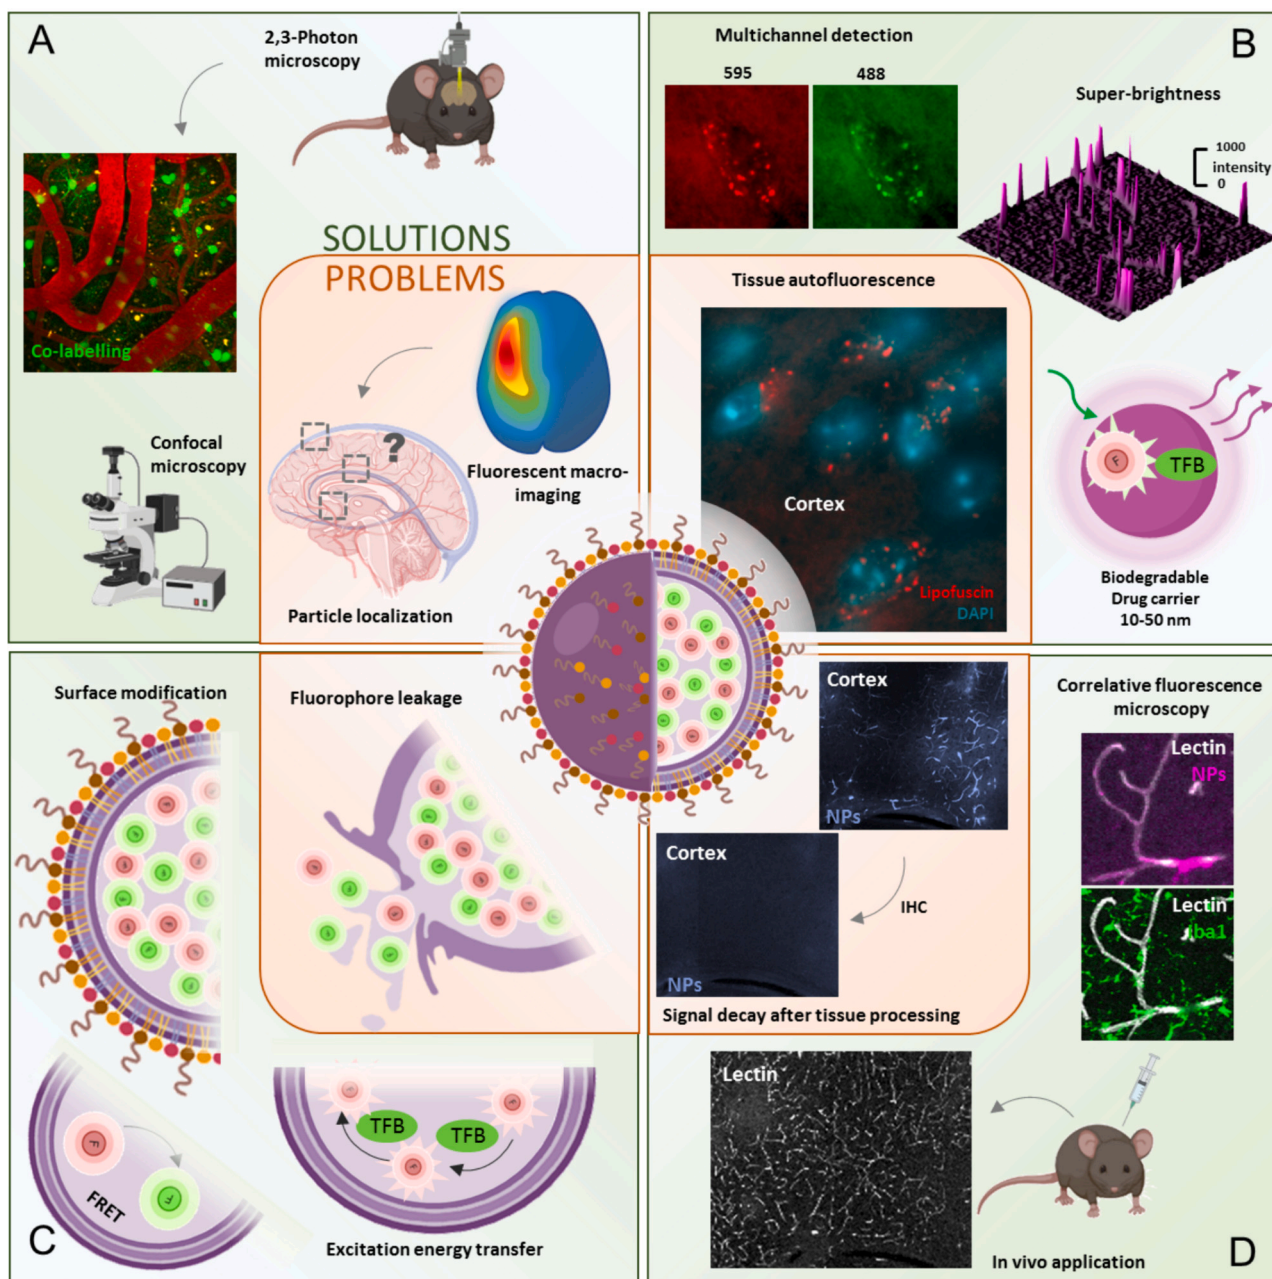 A
2,3-Photon
microscopy
Co-labelling
Confocal
microscopy
SOLUTIONS
PROBLEMS
Fluorescent macro-
imaging
?
Particle localization
B
Multichannel detection
595
488
Super-brightness
1000
intensity
0
Tissue autofluorescence
Cortex
Lipofuscin
DAPI
F
TFB
Biodegradable
Drug carrier
10-50 nm
Surface modification
Fluorophore leakage
F
F
FRET
TFB
TFB
Excitation energy transfer
C
Cortex
NPs
Cortex
NPs
IHC
Signal decay after tissue processing
Correlative fluorescence
microscopy
Lectin
NPs
Lectin
Iba1
Lectin
In vivo application
D